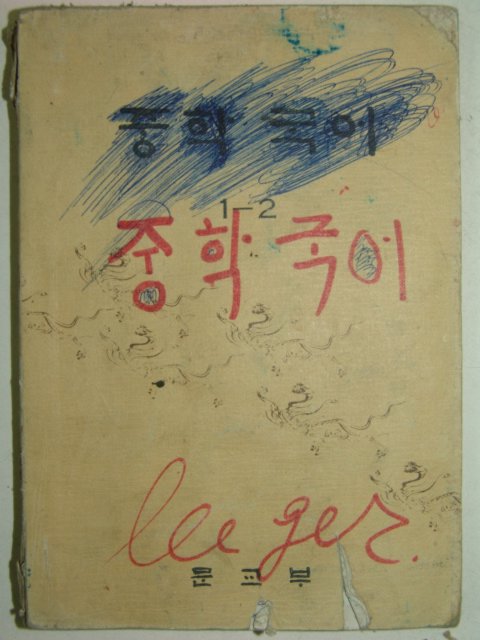 중학 국어
1-2
중학국어
lee ger.
문교부